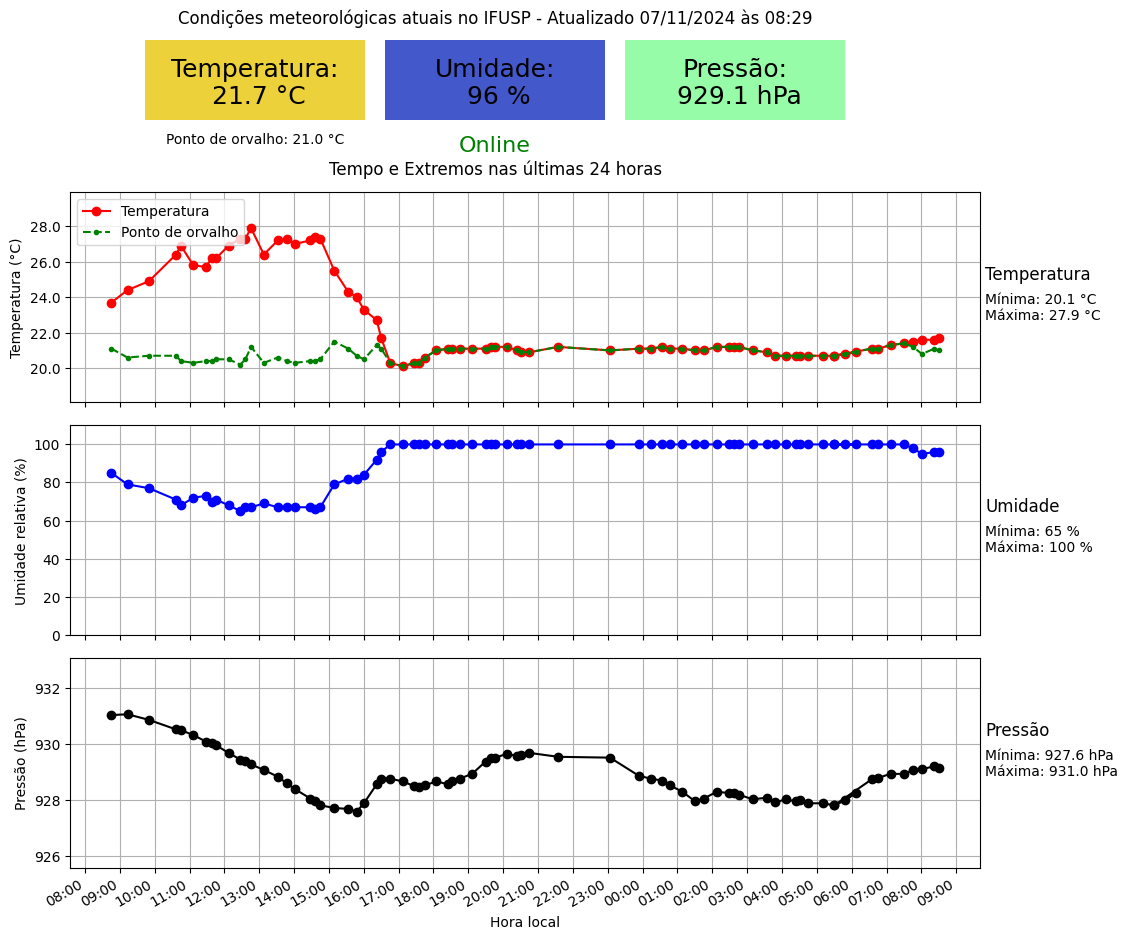 Condições meteorológicas atuais no IFUSP - Atualizado 07/11/2024 às 08:29
Temperatura:
21.7 °C
Umidade:
96 %
Pressão:
929.1 hPa
Ponto de orvalho: 21.0 °C
Online
Tempo e Extremos nas últimas 24 horas
Temperatura (°C)
28.0
26.0
24.0
22.0
20.0
Temperatura
Ponto de orvalho
Temperatura
Mínima: 20.1 °C
Máxima: 27.9 °C
Umidade relativa (%)
100
80
60
40
20
0
Umidade
Mínima: 65 %
Máxima: 100 %
Pressão (hPa)
932
930
928
926
Pressão
Mínima: 927.6 hPa
Máxima: 931.0 hPa
08:00 09:00 10:00 11:00 12:00 13:00 14:00 15:00 16:00 17:00 18:00 19:00 20:00 21:00 22:00 23:00 00:00 01:00 02:00 03:00 04:00 05:00 06:00 07:00 08:00 09:00
Hora local